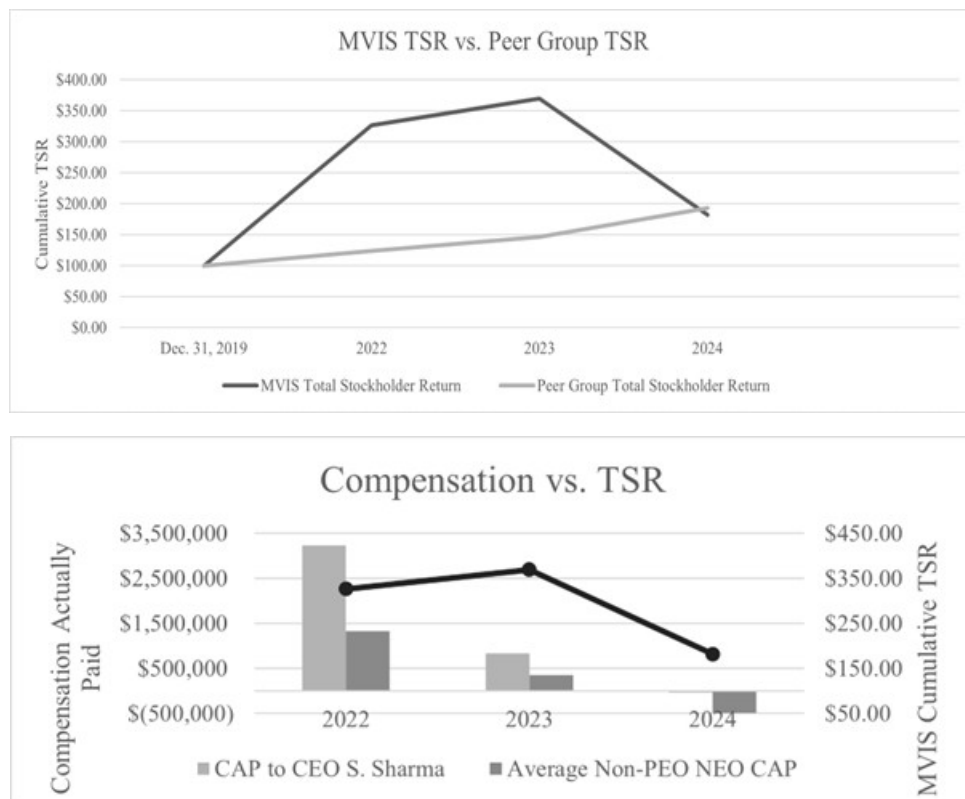 MVIS TSR vs. Peer Group TSR
$400.00
$350.00
$300.00
$250.00
$200.00
$150.00
$100.00
$50.00
$0.00
Cumulative TSR
Dec. 31, 2019 2022 2023 2024
MVIS Total Stockholder Return Peer Group Total Stockholder Return
Compensation vs. TSR
Compensation Actually
Paid
$3,500,000
$2,500,000
$1,500,000
$500,000
$(500,000)
$450.00
$350.00
$250.00
$150.00
$50.00
MVIS Cumulative TSR
2022 2023 2024
CAP to CEO S. Sharma Average Non-PEO NEO CAP